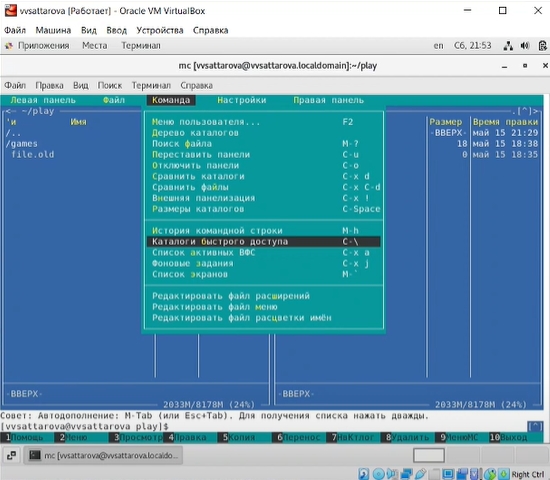 vvsattarova [Работает] - Oracle VM VirtualBox
Файл Машина Вид Ввод Устройства Справка
Приложения Места Терминал en Сб, 21:53
mc [vvsattarova@vvsattarova.localdomain]:~/play
Файл Правка Вид Поиск Терминал Справка
Левая панель Файл Команда Настройки Правая панель
<— ~/play .[^]>
'и Имя Размер Время правки
/.. -ВВЕРХ- май 15 21:29
/games 18 май 15 18:38
file.old 0 май 15 18:35
Меню пользователя... F2
Дерево каталогов
Поиск файла M-?
Переставить панели C-u
Отключить панели C-o
Сравнить каталоги C-x d
Сравнить файлы C-x C-d
Внешняя панелизация C-x !
Размеры каталогов C-Space
История командной строки M-h
Каталоги быстрого доступа C-\
Список активных ВФС C-x a
Фоновые задания C-x j
Список экранов M-`
Редактировать файл расширений
Редактировать файл меню
Редактировать файл расцветки имён
-ВВЕРХ- -ВВЕРХ-
2033M/8178M (24%) 2033M/8178M (24%)
Совет: Автодополнение: M-Tab (или Esc+Tab). Для получения списка нажать дважды.
[vvsattarova@vvsattarova play]$ [^]
1Помощь 2Меню 3Просмотр 4Правка 5Копия 6Перенос 7НвКтлог 8Удалить 9МенюMC 10Выход
mc [vvsattarova@vvsattarova.localdo...
Right Ctrl